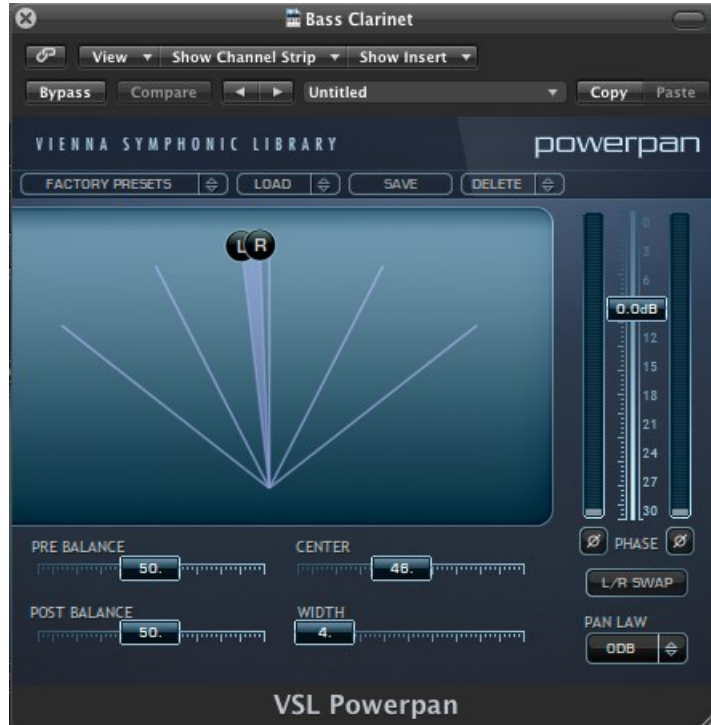 Bass Clarinet
View Show Channel Strip Show Insert
Bypass Compare Untitled Copy Paste
VIENNA SYMPHONIC LIBRARY powerpan
FACTORY PRESETS LOAD SAVE DELETE
L R
0
3
6
0.0dB
12
15
18
21
24
27
30
PRE BALANCE CENTER
50. 46.
Ø PHASE Ø
L/R SWAP
POST BALANCE WIDTH
50. 4.
PAN LAW
0DB
VSL Powerpan